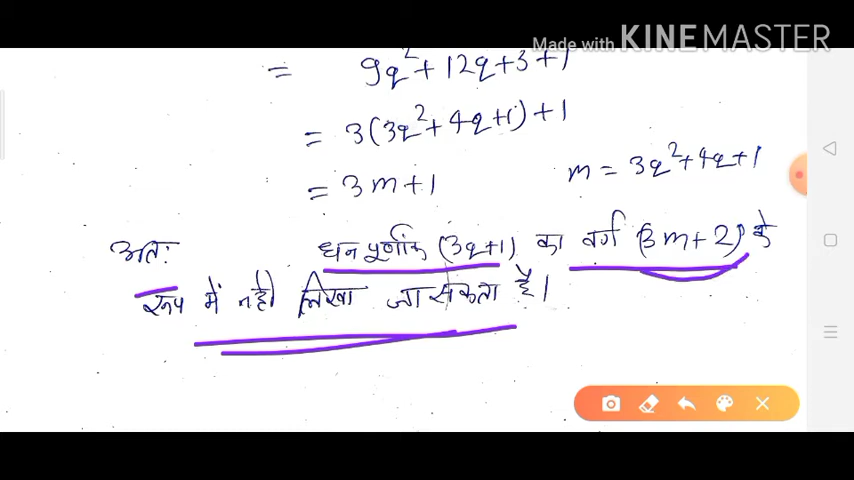 Made with KINEMASTER
= 9q² + 12q + 3 + 1
= 3(3q² + 4q + 1) + 1
= 3m + 1 m = 3q² + 4q + 1
अतः धन पूर्णांक (3q+1) का वर्ग (3m+2) के
रूप में नहीं लिखा जा सकता है।